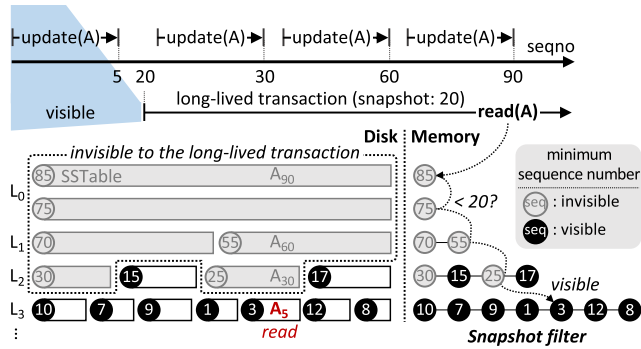 update(A) update(A) update(A) update(A)
seqno
5 20 30 60 90
visible
long-lived transaction (snapshot: 20)
read(A)
invisible to the long-lived transaction
Disk Memory
L0 85 SSTable A90 85
75 75 < 20?
L1 70 55 A60 70 55
L2 30 15 25 A30 17 30 15 25 17 visible
L3 10 7 9 1 3 A5 12 8 10 7 9 1 3 12 8
read
Snapshot filter
minimum
sequence number
seq : invisible
seq : visible